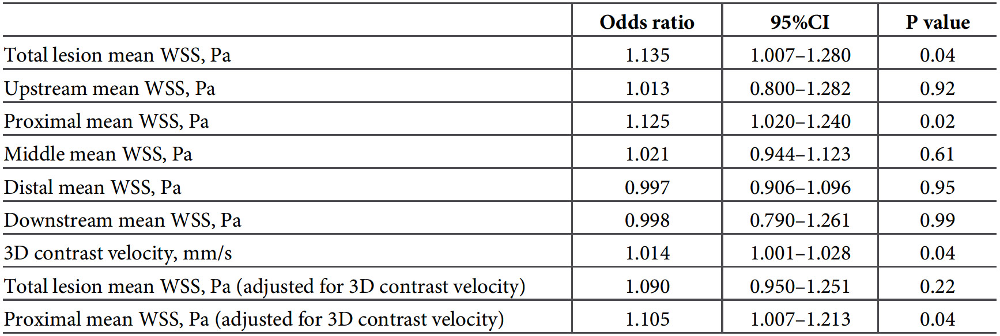 Odds ratio 95%CI P value
Total lesion mean WSS, Pa 1.135 1.007–1.280 0.04
Upstream mean WSS, Pa 1.013 0.800–1.282 0.92
Proximal mean WSS, Pa 1.125 1.020–1.240 0.02
Middle mean WSS, Pa 1.021 0.944–1.123 0.61
Distal mean WSS, Pa 0.997 0.906–1.096 0.95
Downstream mean WSS, Pa 0.998 0.790–1.261 0.99
3D contrast velocity, mm/s 1.014 1.001–1.028 0.04
Total lesion mean WSS, Pa (adjusted for 3D contrast velocity) 1.090 0.950–1.251 0.22
Proximal mean WSS, Pa (adjusted for 3D contrast velocity) 1.105 1.007–1.213 0.04